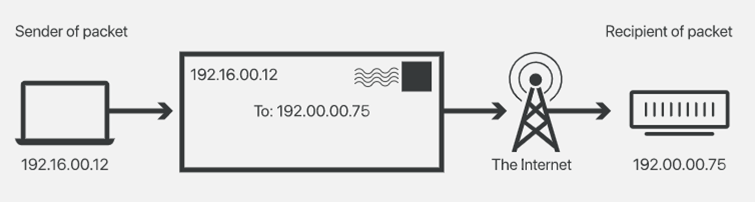 Sender of packet
Recipient of packet
192.16.00.12
To: 192.00.00.75
192.16.00.12
The Internet
192.00.00.75